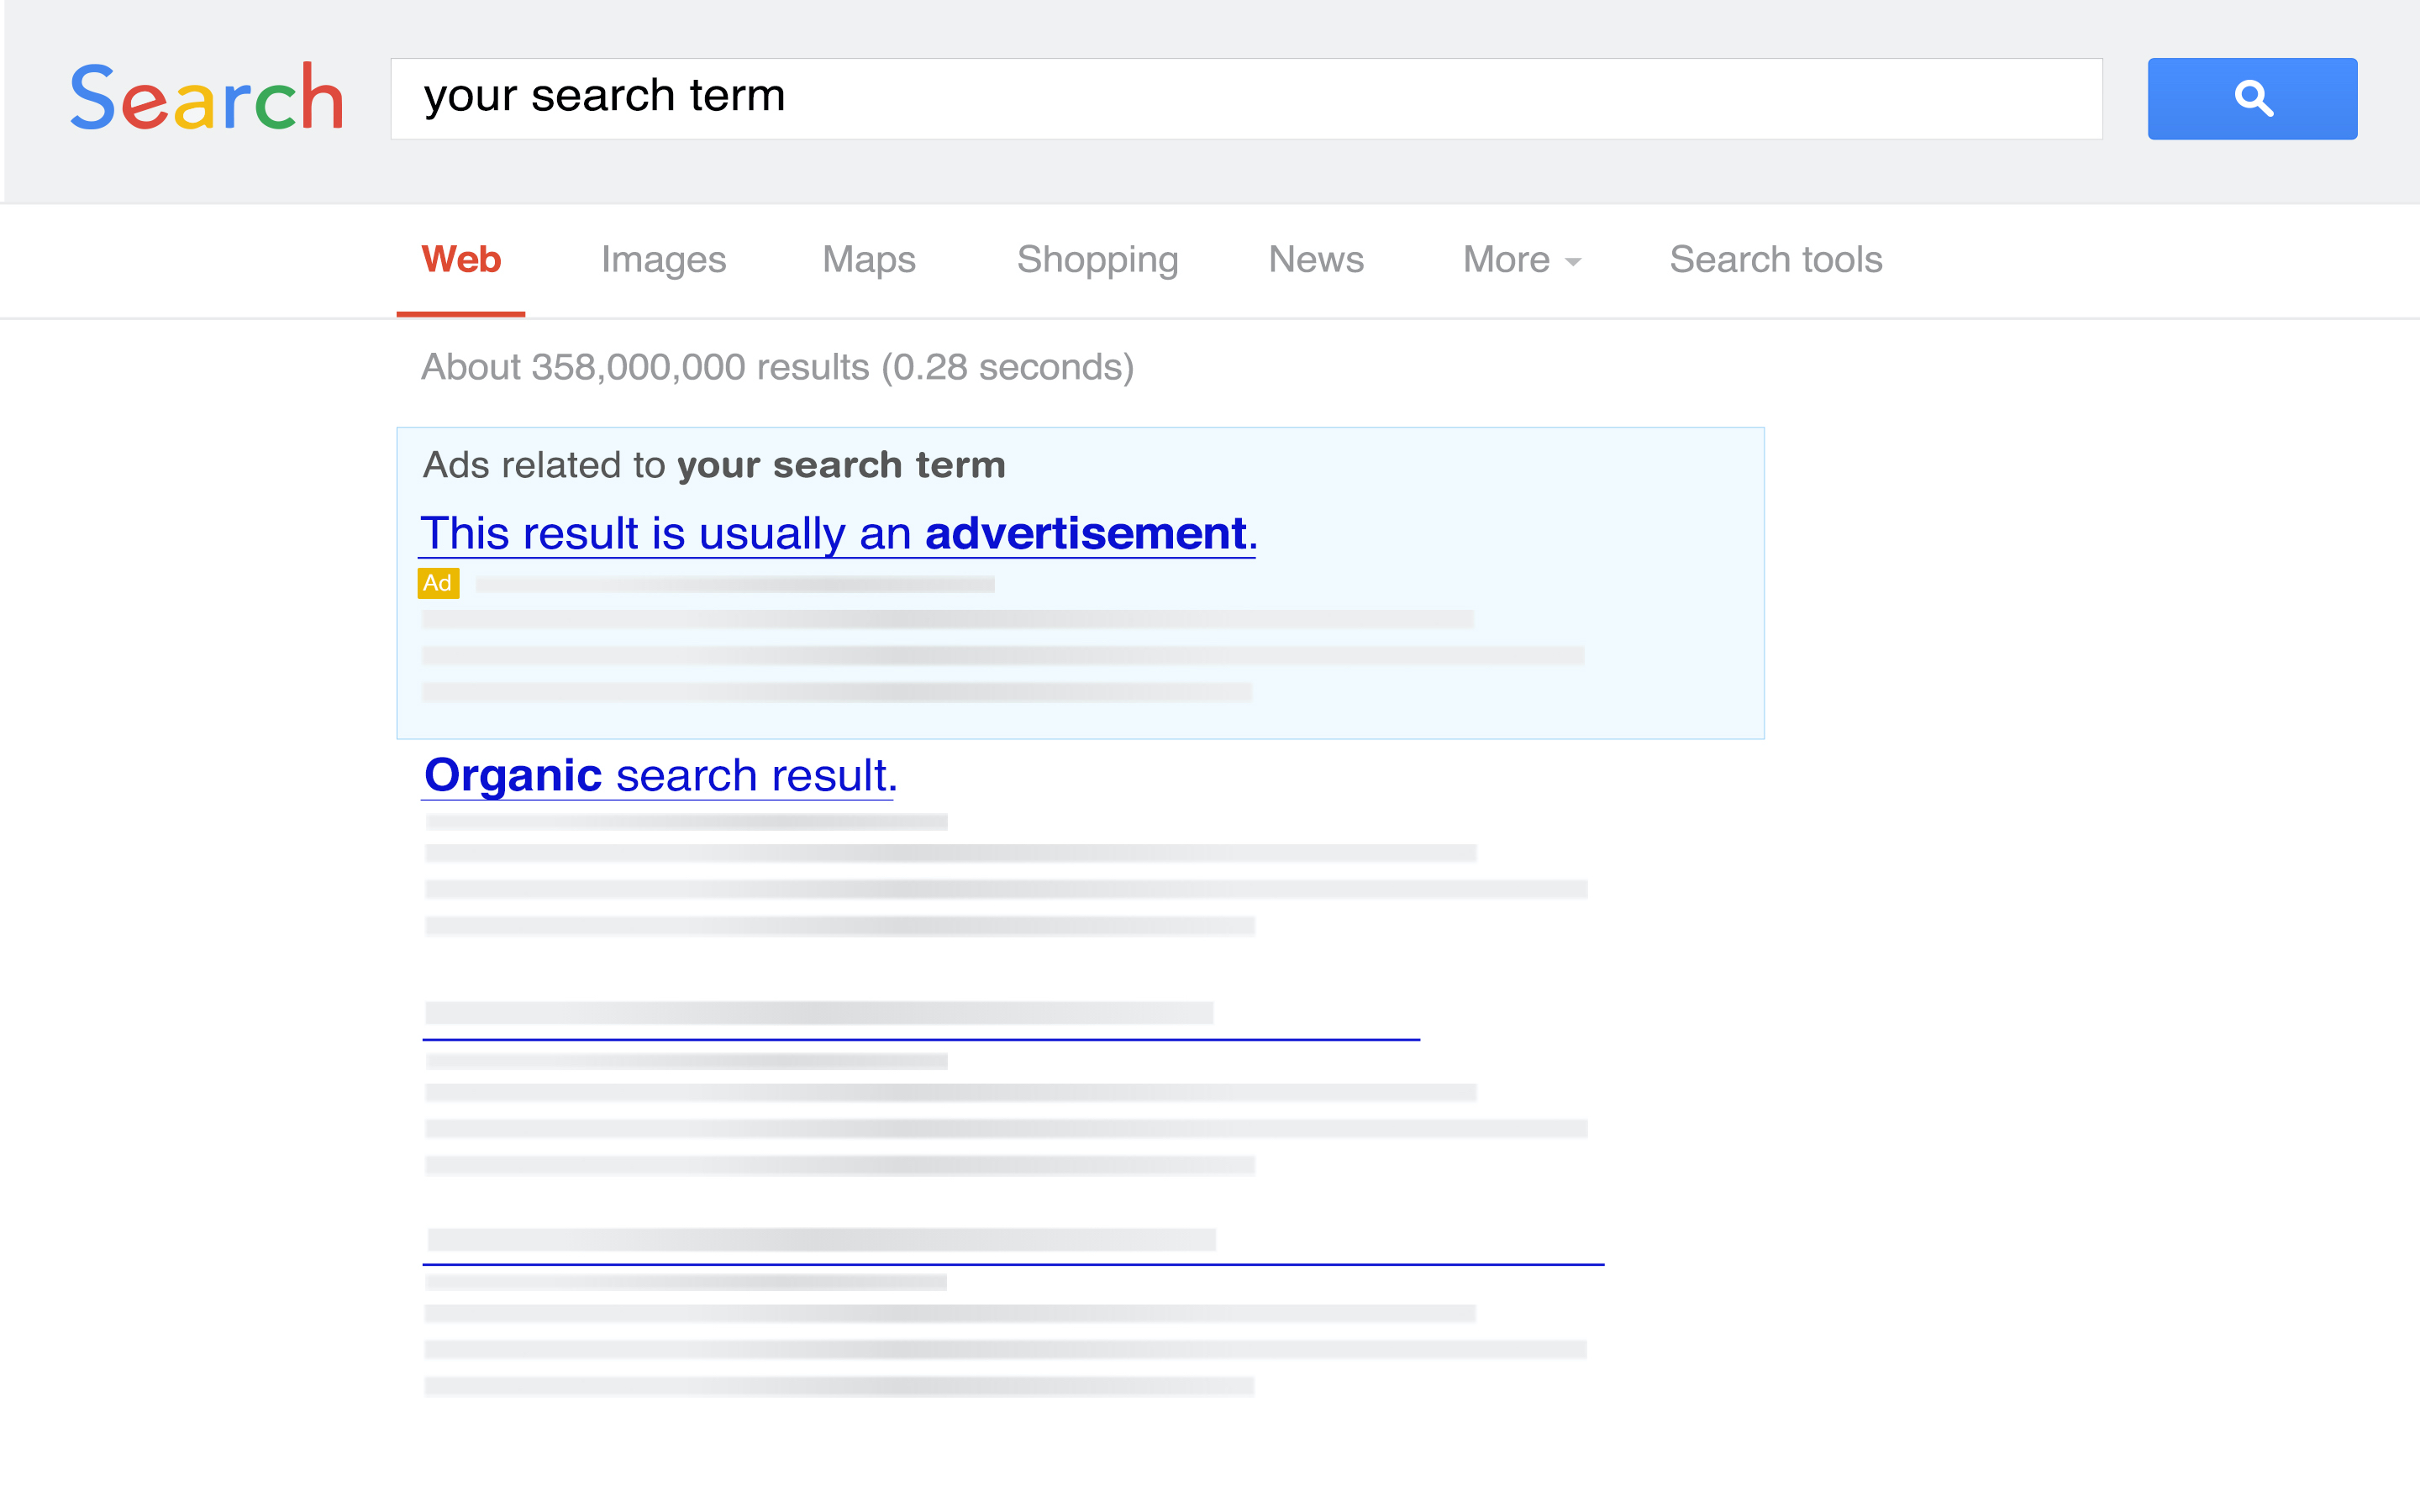 Search your search term
Web Images Maps Shopping News More Search tools
About 358,000,000 results (0.28 seconds)
Ads related to your search term
This result is usually an advertisement.
Ad
Organic search result.